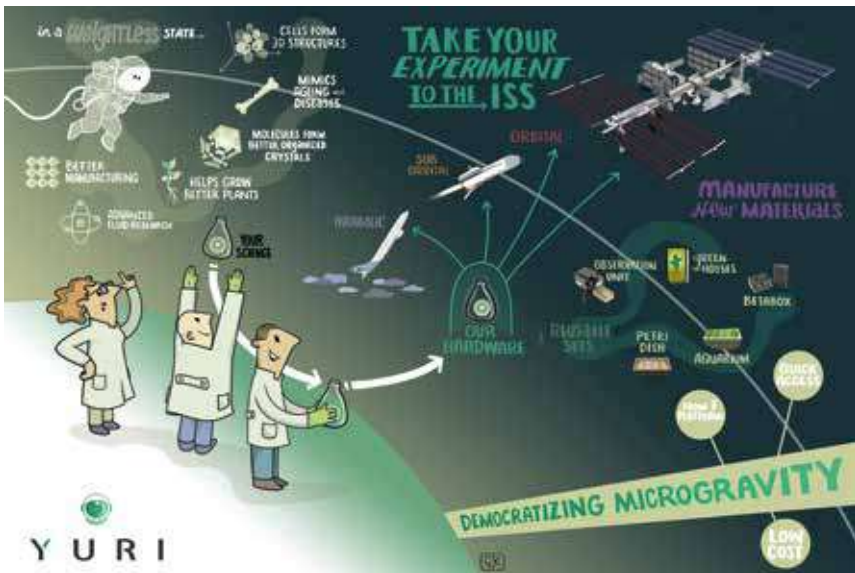 in a WEIGHTLESS STATE...
CELLS FORM
3D STRUCTURES
MIMICS
AGEING AND
DISEASES
MOLECULES FORM
BETTER ORGANIZED
CRYSTALS
BETTER
MANUFACTURING
HELPS GROW
BETTER PLANTS
ADVANCED
FLUID RESEARCH
YOUR
SCIENCE
TAKE YOUR
EXPERIMENT
TO THE ISS
ORBITAL
SUB
ORBITAL
PARABOLIC
MANUFACTURE
New MATERIALS
OUR
HARDWARE
REUSABLE
SETS
OBSERVATION
UNIT
GREEN
HOUSES
BETABOX
PETRI
DISH
AQUARIUM
QUICK
ACCESS
PLATFORM
DEMOCRATIZING MICROGRAVITY
LOW
COST
YURI